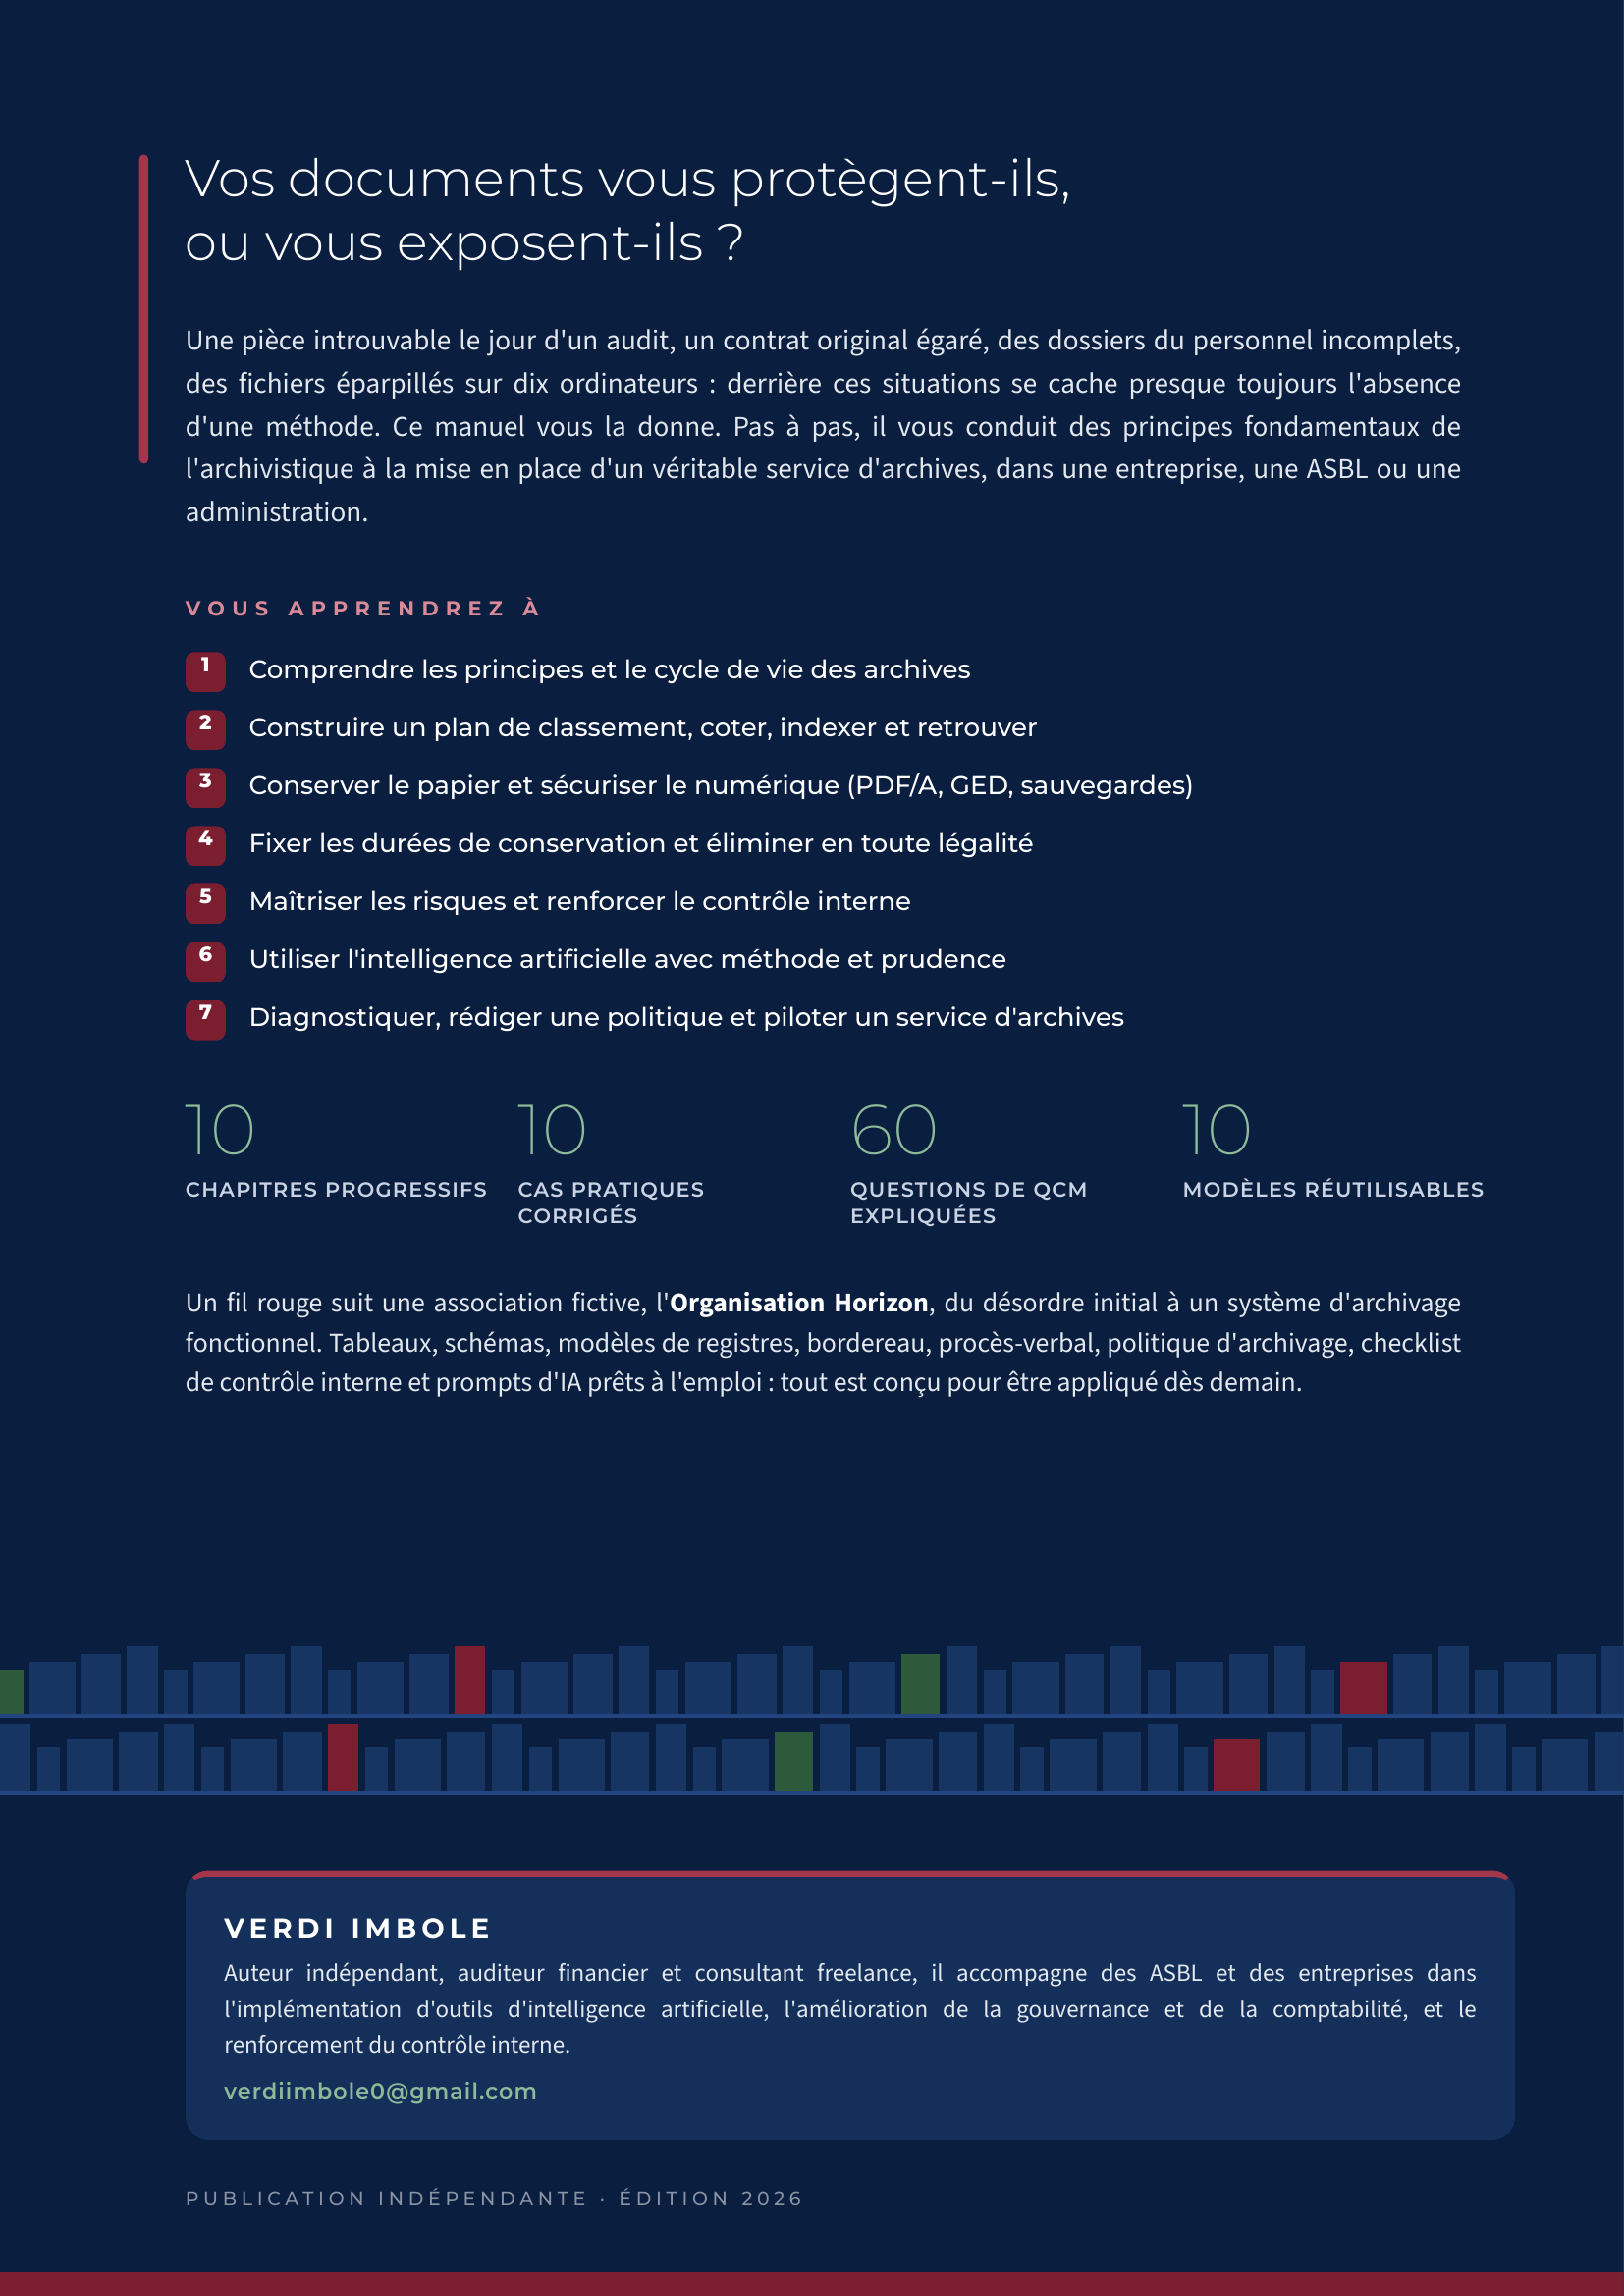 Vos documents vous protègent-ils,
ou vous exposent-ils ?
Une pièce introuvable le jour d'un audit, un contrat original égaré, des dossiers du personnel incomplets,
des fichiers éparpillés sur dix ordinateurs : derrière ces situations se cache presque toujours l'absence
d'une méthode. Ce manuel vous la donne. Pas à pas, il vous conduit des principes fondamentaux de
l'archivistique à la mise en place d'un véritable service d'archives, dans une entreprise, une ASBL ou une
administration.
VOUS APPRENDREZ À
1 Comprendre les principes et le cycle de vie des archives
2 Construire un plan de classement, coter, indexer et retrouver
3 Conserver le papier et sécuriser le numérique (PDF/A, GED, sauvegardes)
4 Fixer les durées de conservation et éliminer en toute légalité
5 Maîtriser les risques et renforcer le contrôle interne
6 Utiliser l'intelligence artificielle avec méthode et prudence
7 Diagnostiquer, rédiger une politique et piloter un service d'archives
10
CHAPITRES PROGRESSIFS
10
CAS PRATIQUES
CORRIGÉS
60
QUESTIONS DE QCM
EXPLIQUÉES
10
MODÈLES RÉUTILISABLES
Un fil rouge suit une association fictive, l'Organisation Horizon, du désordre initial à un système d'archivage
fonctionnel. Tableaux, schémas, modèles de registres, bordereau, procès-verbal, politique d'archivage, checklist
de contrôle interne et prompts d'IA prêts à l'emploi : tout est conçu pour être appliqué dès demain.
VERDI IMBOLE
Auteur indépendant, auditeur financier et consultant freelance, il accompagne des ASBL et des entreprises dans
l'implémentation d'outils d'intelligence artificielle, l'amélioration de la gouvernance et de la comptabilité, et le
renforcement du contrôle interne.
verdiimbole0@gmail.com
PUBLICATION INDÉPENDANTE · ÉDITION 2026